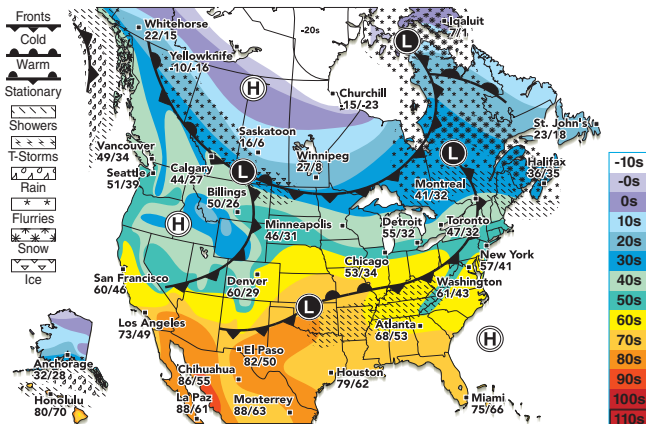 Fronts
Cold
Warm
Stationary
Showers
T-Storms
Rain
Flurries
Snow
Ice
Whitehorse
22/15
-20s
Iqaluit
7/1
L
Yellowknife
-10/-16
H
Churchill
-15/-23
St. John's
23/18
Saskatoon
16/6
Winnipeg
27/8
Vancouver
49/34
Seattle
51/39
Calgary
44/27
L
L
Halifax
36/35
Billings
50/26
Montreal
41/32
H
Minneapolis
46/31
Detroit
55/32
Toronto
47/32
New York
57/41
Chicago
53/34
San Francisco
60/46
Denver
60/29
Washington
61/43
L
Los Angeles
73/49
Atlanta
68/53
H
El Paso
82/50
Anchorage
32/28
Chihuahua
86/55
Houston
79/62
Honolulu
80/70
La Paz
88/61
Monterrey
88/63
Miami
75/66
-10s
-0s
0s
10s
20s
30s
40s
50s
60s
70s
80s
90s
100s
110s